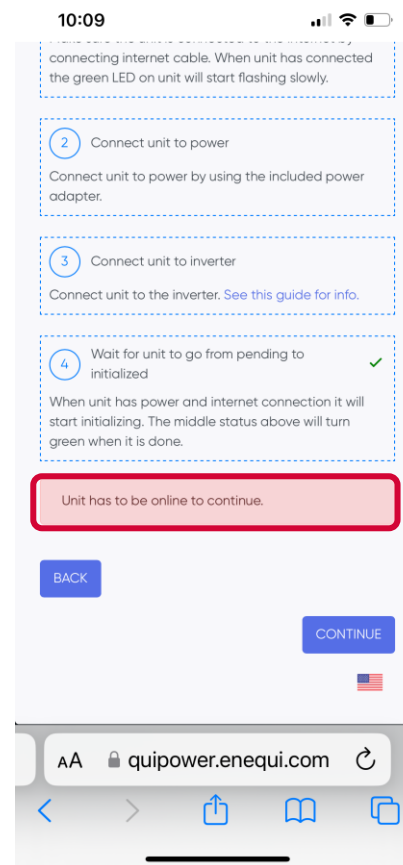 10:09
connecting internet cable. When unit has connected
the green LED on unit will start flashing slowly.
2 Connect unit to power
Connect unit to power by using the included power
adapter.
3 Connect unit to inverter
Connect unit to the inverter. See this guide for info.
4 Wait for unit to go from pending to
initialized
When unit has power and internet connection it will
start initializing. The middle status above will turn
green when it is done.
Unit has to be online to continue.
BACK
CONTINUE
AA quipower.enequi.com